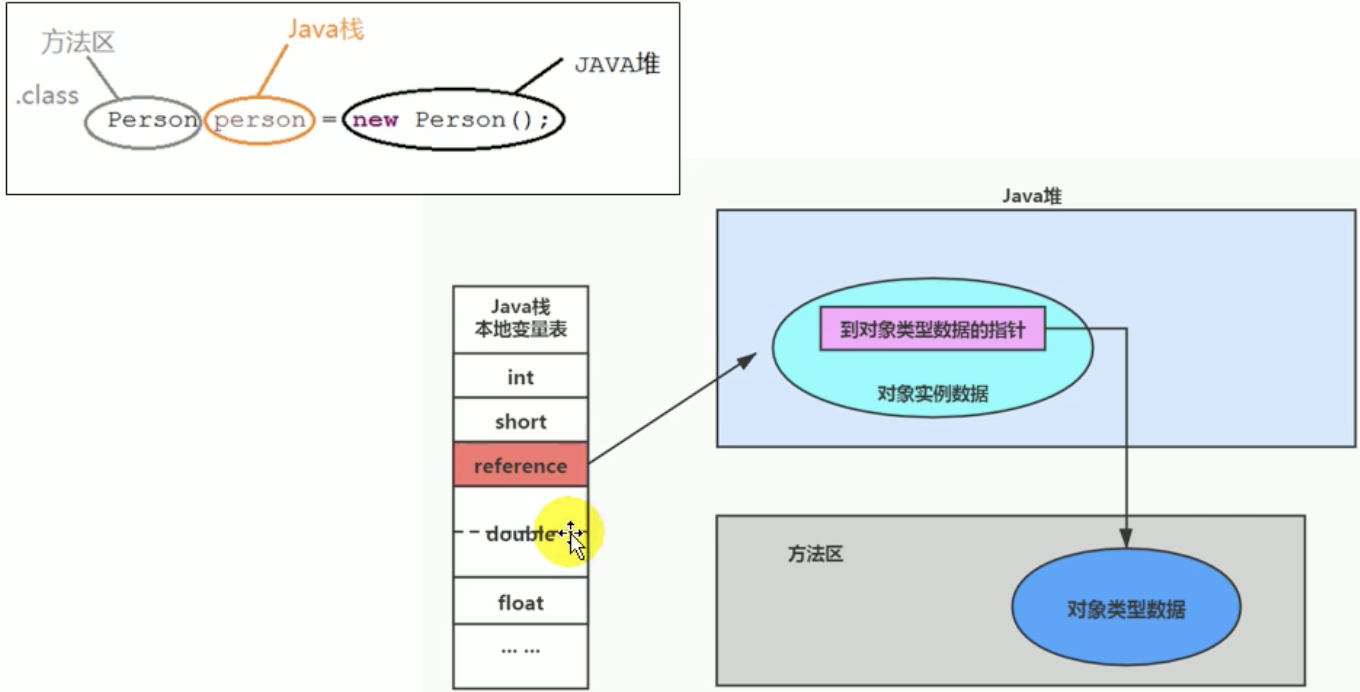 方法区
Java栈
JAVA堆
.class
Person person = new Person();
Java堆
Java栈
本地变量表
int
short
reference
double
float
... ...
到对象类型数据的指针
对象实例数据
方法区
对象类型数据